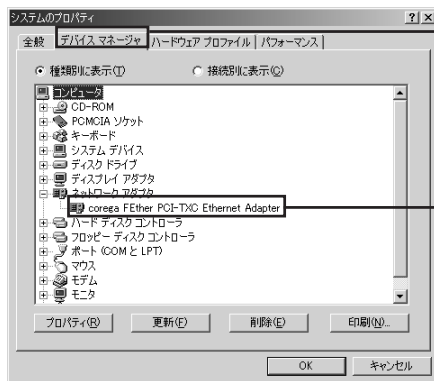 システムのプロパティ
全般 デバイス マネージャ ハードウェア プロファイル パフォーマンス
種類別に表示(T) 接続別に表示(C)
コンピュータ
CD-ROM
PCMCIA ソケット
キーボード
システム デバイス
ディスク ドライブ
ディスプレイ アダプタ
ネットワーク アダプタ
corega FEther PCI-TXC Ethernet Adapter
ハード ディスク コントローラ
フロッピー ディスク コントローラ
ポート (COM と LPT)
マウス
モデム
モニタ
プロパティ(R) 更新(F) 削除(E) 印刷(N)...
OK キャンセル